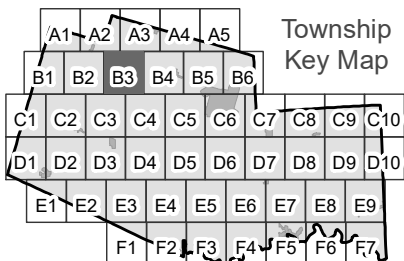 Township
Key Map
A1 A2 A3 A4 A5
B1 B2 B3 B4 B5 B6
C1 C2 C3 C4 C5 C6 C7 C8 C9 C10
D1 D2 D3 D4 D5 D6 D7 D8 D9 D10
E1 E2 E3 E4 E5 E6 E7 E8 E9
F1 F2 F3 F4 F5 F6 F7